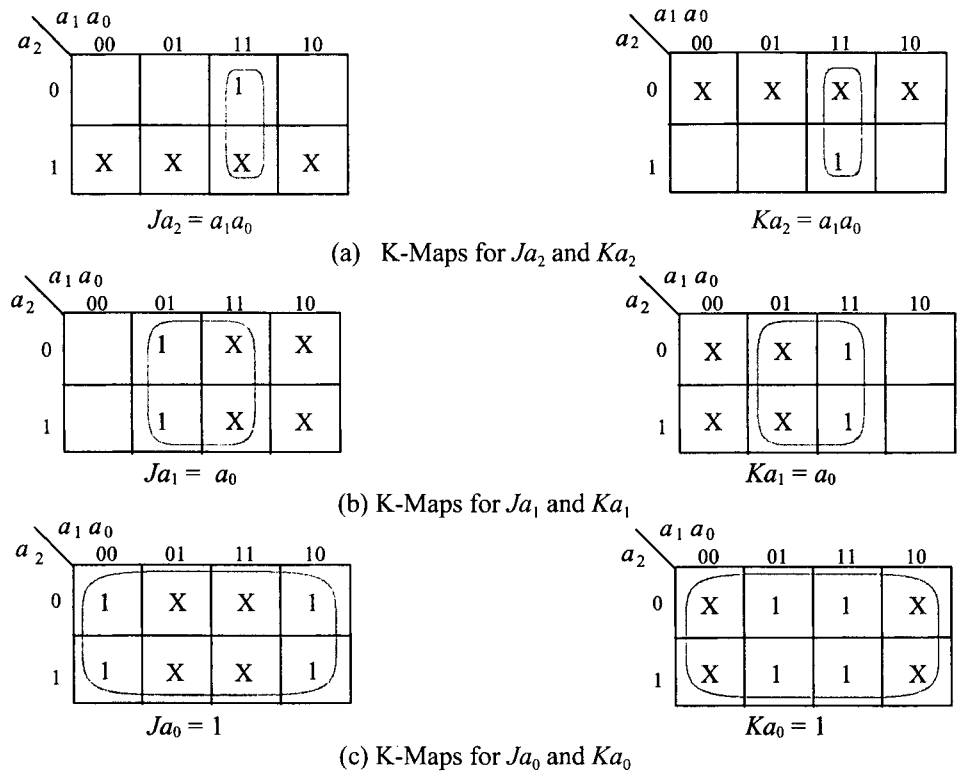 a₁ a₀ a₁ a₀
a₂ 00 01 11 10 a₂ 00 01 11 10
0 1 0 X X X X
1 X X X X 1 1
Ja₂ = a₁a₀ Ka₂ = a₁a₀
(a) K-Maps for Ja₂ and Ka₂
a₁ a₀ a₁ a₀
a₂ 00 01 11 10 a₂ 00 01 11 10
0 1 X X 0 X X 1
1 1 X X 1 X X 1
Ja₁ = a₀ Ka₁ = a₀
(b) K-Maps for Ja₁ and Ka₁
a₁ a₀ a₁ a₀
a₂ 00 01 11 10 a₂ 00 01 11 10
0 1 X X 1 0 X 1 1 X
1 1 X X 1 1 X 1 1 X
Ja₀ = 1 Ka₀ = 1
(c) K-Maps for Ja₀ and Ka₀